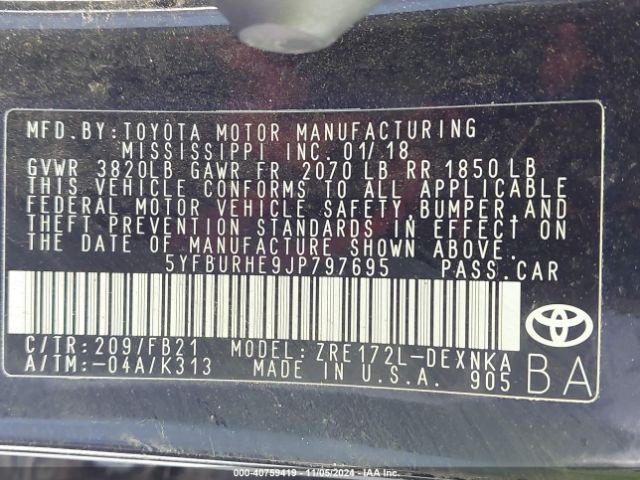 MFD.BY:TOYOTA MOTOR MANUFACTURING
MISSISSIPPI INC. 01/18
GVWR 3820LB GAWR FR 2070 LB RR 1850 LB
THIS VEHICLE CONFORMS TO ALL APPLICABLE
FEDERAL MOTOR VEHICLE SAFETY,BUMPER,AND
THEFT PREVENTION STANDARDS IN EFFECT ON
THE DATE OF MANUFACTURE SHOWN ABOVE.
5YFBURHE9JP797695 PASS.CAR
C/TR:209/FB21 MODEL:ZRE172L-DEXNKA
A/TM:-04A/K313 MADE IN U.S.A. 905
BA
00-40759419 - 11/05/2024 - IAA Inc.